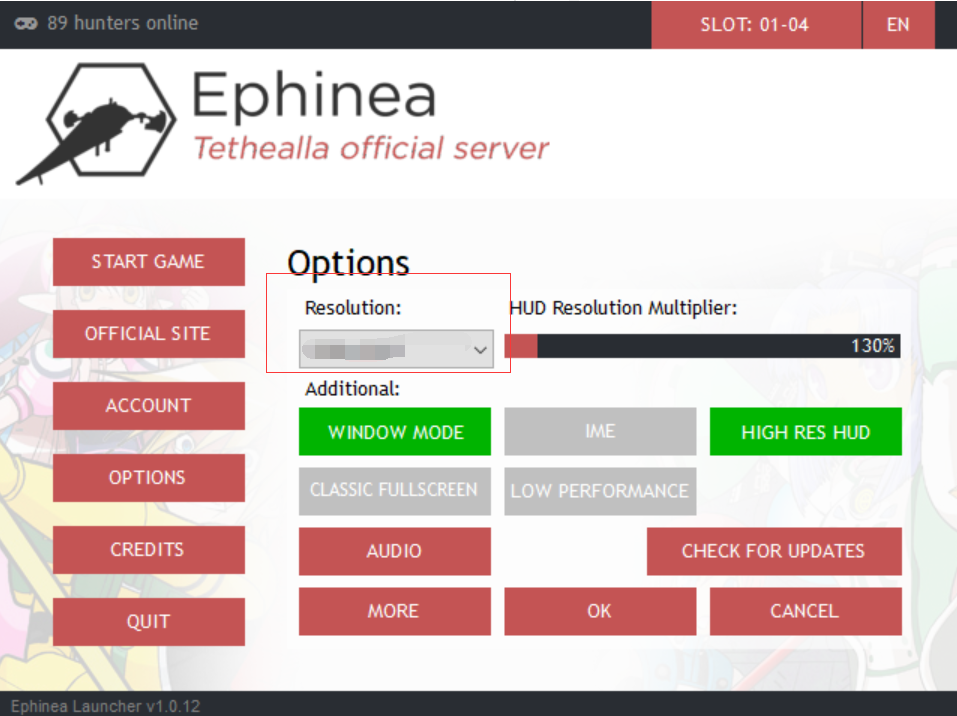 89 hunters online
SLOT: 01-04
EN
Ephinea
Tethealla official server
START GAME
OFFICIAL SITE
ACCOUNT
OPTIONS
CREDITS
QUIT
Options
Resolution:
HUD Resolution Multiplier:
130%
Additional:
WINDOW MODE
IME
HIGH RES HUD
CLASSIC FULLSCREEN
LOW PERFORMANCE
AUDIO
CHECK FOR UPDATES
MORE
OK
CANCEL
Ephinea Launcher v1.0.12